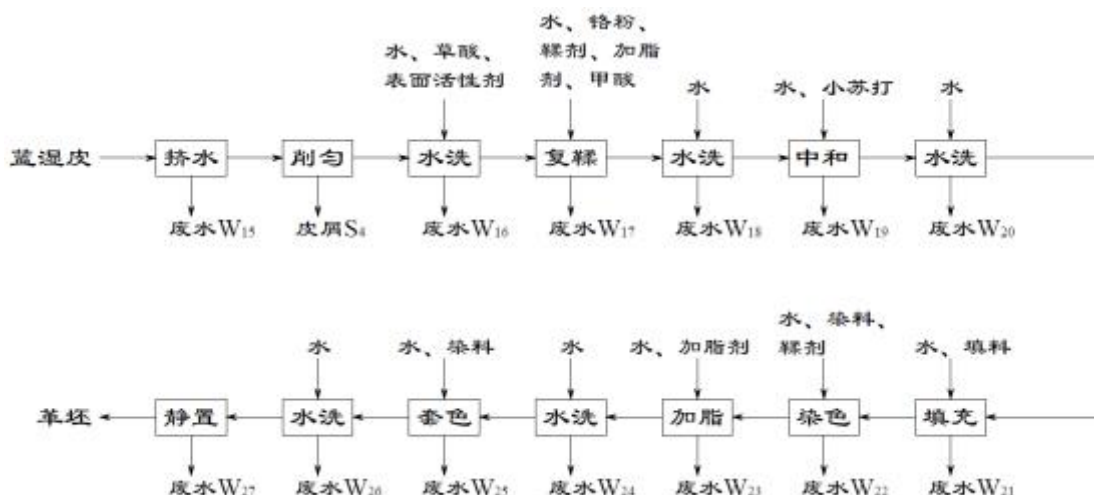 水、铬粉、
水、草酸、
鞣剂、加脂
表面活性剂
剂、甲酸
水
水、小苏打
水
蓝湿皮
挤水
削匀
水洗
复鞣
水洗
中和
水洗
废水W15
皮屑S4
废水W16
废水W17
废水W18
废水W19
废水W20
水、染料、
水
水、染料
水
水、加脂剂
鞣剂
水、填料
革坯
静置
水洗
套色
水洗
加脂
染色
填充
废水W27
废水W26
废水W25
废水W24
废水W23
废水W22
废水W21